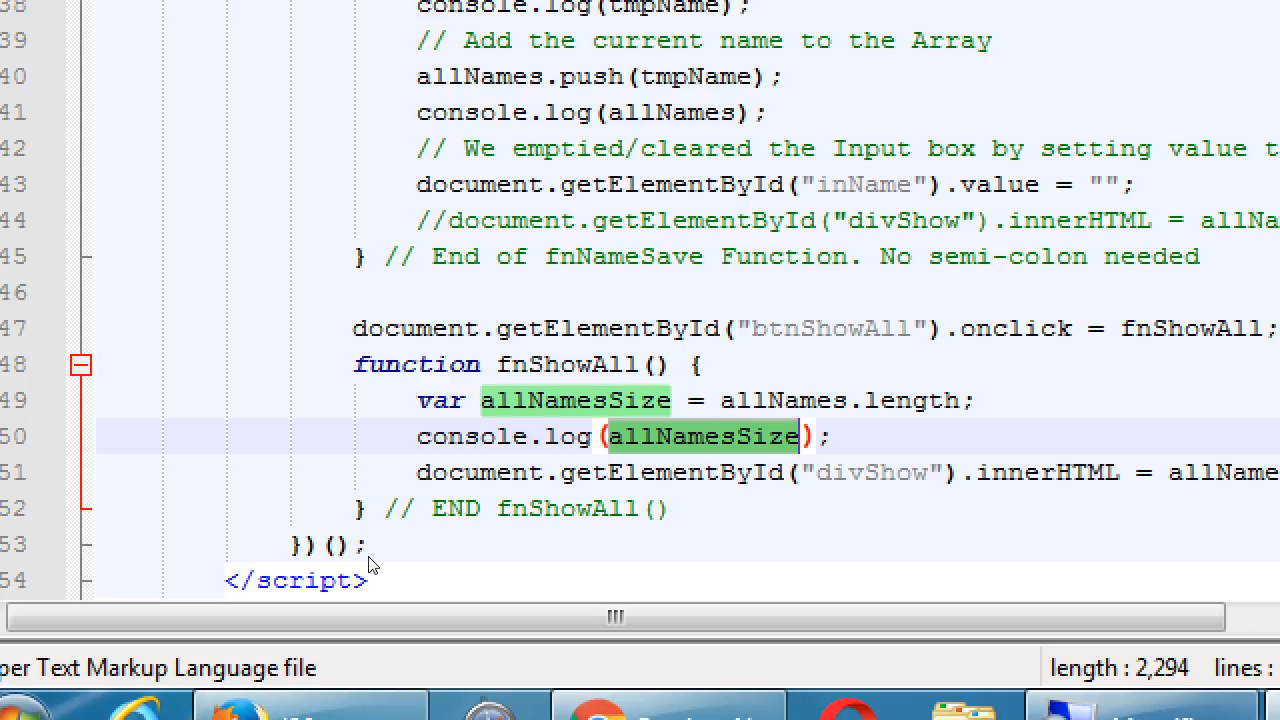 38 console.log(tmpName);
39 // Add the current name to the Array
40 allNames.push(tmpName);
41 console.log(allNames);
42 // We emptied/cleared the Input box by setting value t
43 document.getElementById("inName").value = "";
44 //document.getElementById("divShow").innerHTML = allNa
45 } // End of fnNameSave Function. No semi-colon needed
46
47 document.getElementById("btnShowAll").onclick = fnShowAll;
48 function fnShowAll() {
49 var allNamesSize = allNames.length;
50 console.log(allNamesSize);
51 document.getElementById("divShow").innerHTML = allName
52 } // END fnShowAll()
53 })();
54 </script>
per Text Markup Language file length : 2,294 lines :